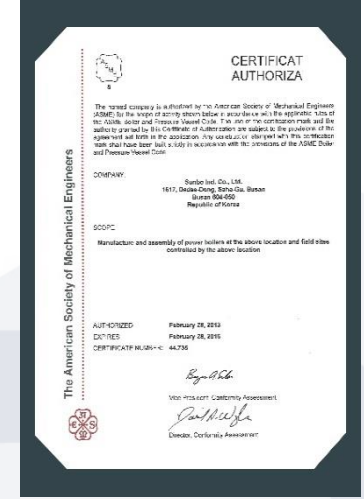 CERTIFICAT
AUTHORIZA
S
The named company is authorized by the American Society of Mechanical Engineers
(ASME) for the scope of activity shown below in accordance with the applicable rules of
the ASME Boiler and Pressure Vessel Code. The use of the certification mark and the
authority granted by this Certificate of Authorization are subject to the provisions of the
agreement set forth in the application. Any construction stamped with this certification
mark shall have been built strictly in accordance with the provisions of the ASME Boiler
and Pressure Vessel Code.
COMPANY
Co., Ltd.
1617, Saha-Gu, Busan
Busan 604-050
Republic of Korea
SCOPE
Manufacture and assembly of power boilers at the above location and field sites
controlled by the above location
AUTHORIZED February 28, 2013
EXPIRES February 28, 2016
CERTIFICATE NUMBER 44,735
Vice President, Conformity Assessment
Director, Conformity Assessment
The American Society of Mechanical Engineers